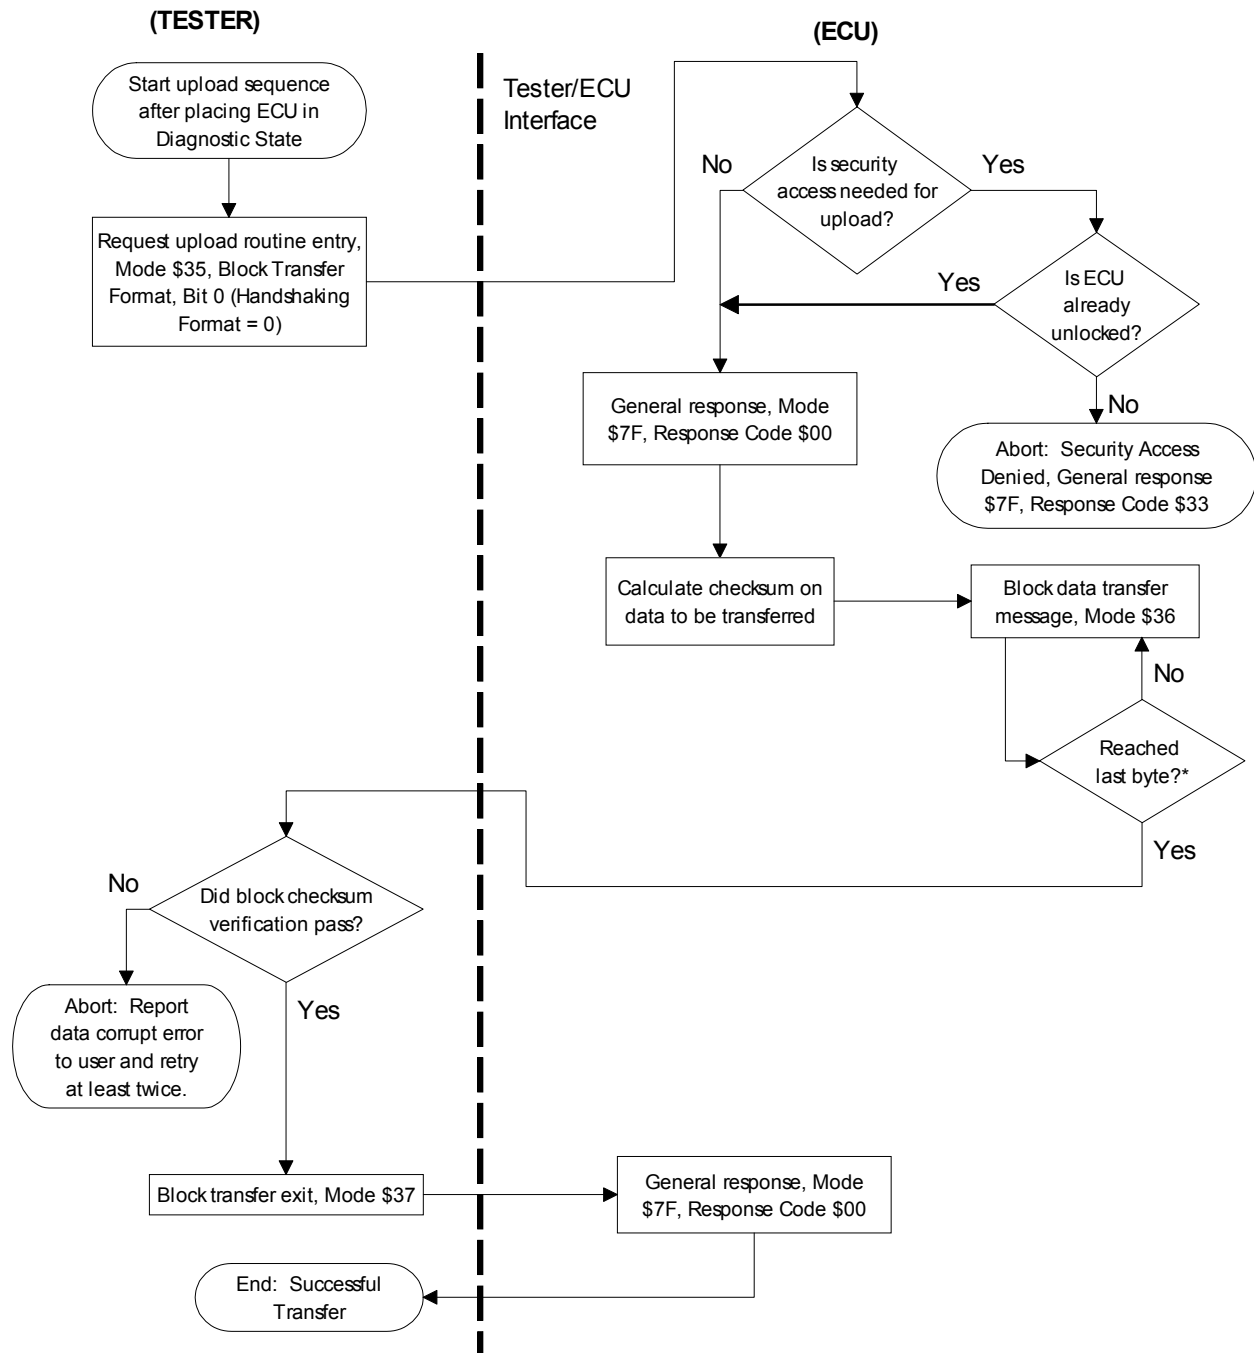 (TESTER)
(ECU)
Start upload sequence
after placing ECU in
Diagnostic State
Tester/ECU
Interface
No
Is security
access needed for
upload?
Yes
Request upload routine entry,
Mode $35, Block Transfer
Format, Bit 0 (Handshaking
Format = 0)
Yes
Is ECU
already
unlocked?
No
General response, Mode
$7F, Response Code $00
Abort: Security Access
Denied, General response
$7F, Response Code $33
Calculate checksum on
data to be transferred
Block data transfer
message, Mode $36
No
Reached
last byte?*
Yes
No
Did block checksum
verification pass?
Yes
Abort: Report
data corrupt error
to user and retry
at least twice.
Block transfer exit, Mode $37
General response, Mode
$7F, Response Code $00
End: Successful
Transfer